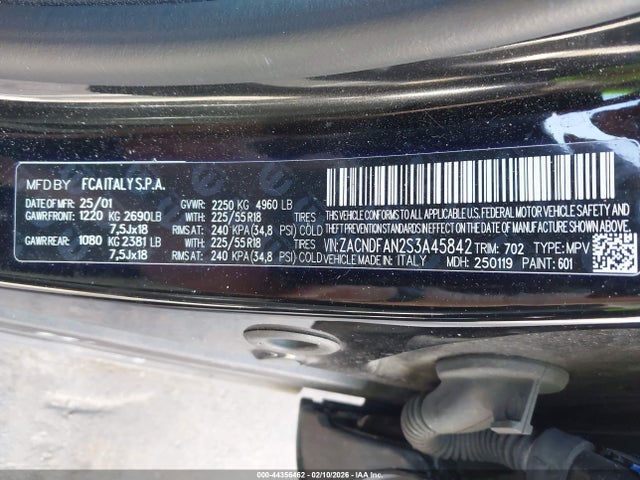 MFD BY FCA ITALY S.P.A.
DATE OF MFR: 25/01 GVWR: 2250 KG 4960 LB
GAWR FRONT: 1220 KG 2690LB WITH: 225/55R18
7,5Jx18 RIMS AT: 240 KPA (34,8 PSI) COLD
GAWR REAR: 1080 KG 2381 LB WITH: 225/55R18
7,5Jx18 RIMS AT: 240 KPA (34,8 PSI) COLD
THIS VEHICLE CONFORMS TO ALL APPLICABLE
U.S. FEDERAL MOTOR VEHICLE SAFETY, BUMPER AND
THEFT PREVENTION STANDARDS IN EFFECT ON THE
DATE OF MANUFACTURE SHOWN ABOVE.
VIN: ZACNDFAN2S3A45842 TRIM: 702 TYPE: MPV
VEHICLE MADE IN: ITALY MDH: 250119 PAINT: 601
000-44356462 - 02/10/2026 - IAA Inc.